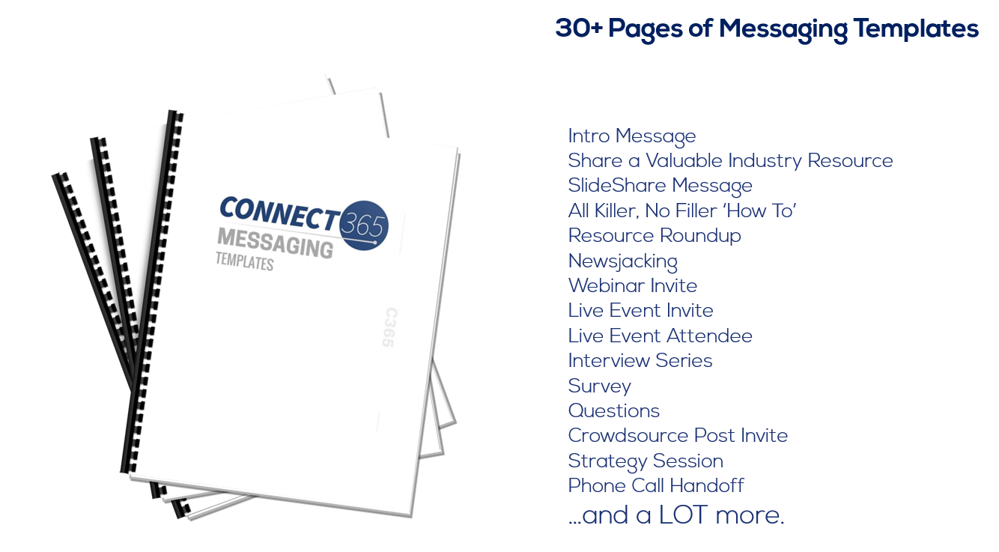 30+ Pages of Messaging Templates
CONNECT 365
MESSAGING
TEMPLATES
C365
Intro Message
Share a Valuable Industry Resource
SlideShare Message
All Killer, No Filler ‘How To’
Resource Roundup
Newsjacking
Webinar Invite
Live Event Invite
Live Event Attendee
Interview Series
Survey
Questions
Crowdsource Post Invite
Strategy Session
Phone Call Handoff
...and a LOT more.